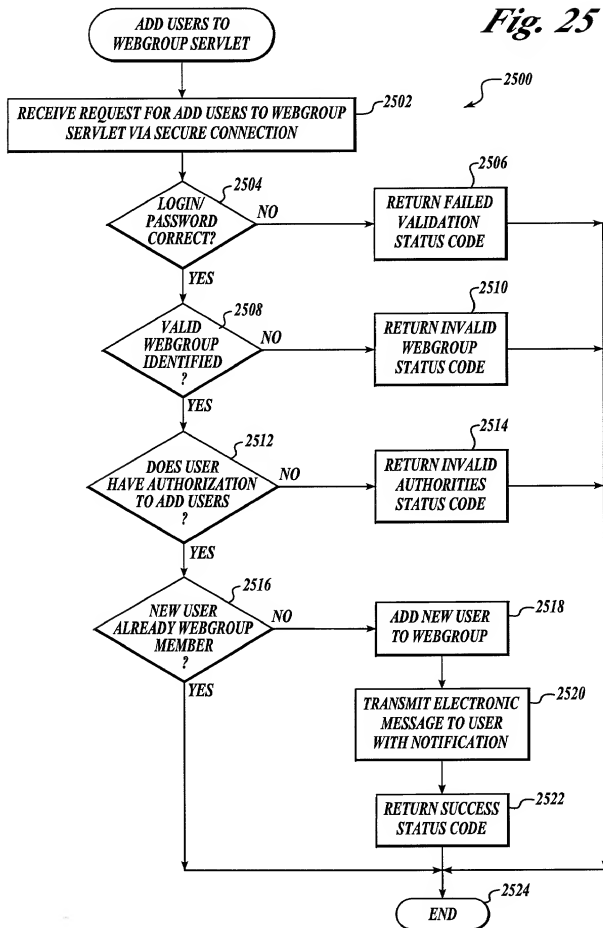 Fig. 25
ADD USERS TO
WEBGROUP SERVLET
2500
2502
RECEIVE REQUEST FOR ADD USERS TO WEBGROUP
SERVLET VIA SECURE CONNECTION
2504
LOGIN/
PASSWORD
CORRECT?
NO
YES
2506
RETURN FAILED
VALIDATION
STATUS CODE
2508
VALID
WEBGROUP
IDENTIFIED
?
NO
YES
2510
RETURN INVALID
WEBGROUP
STATUS CODE
2512
DOES USER
HAVE AUTHORIZATION
TO ADD USERS
?
NO
YES
2514
RETURN INVALID
AUTHORITIES
STATUS CODE
2516
NEW USER
ALREADY WEBGROUP
MEMBER
?
NO
YES
2518
ADD NEW USER
TO WEBGROUP
2520
TRANSMIT ELECTRONIC
MESSAGE TO USER
WITH NOTIFICATION
2522
RETURN SUCCESS
STATUS CODE
2524
END